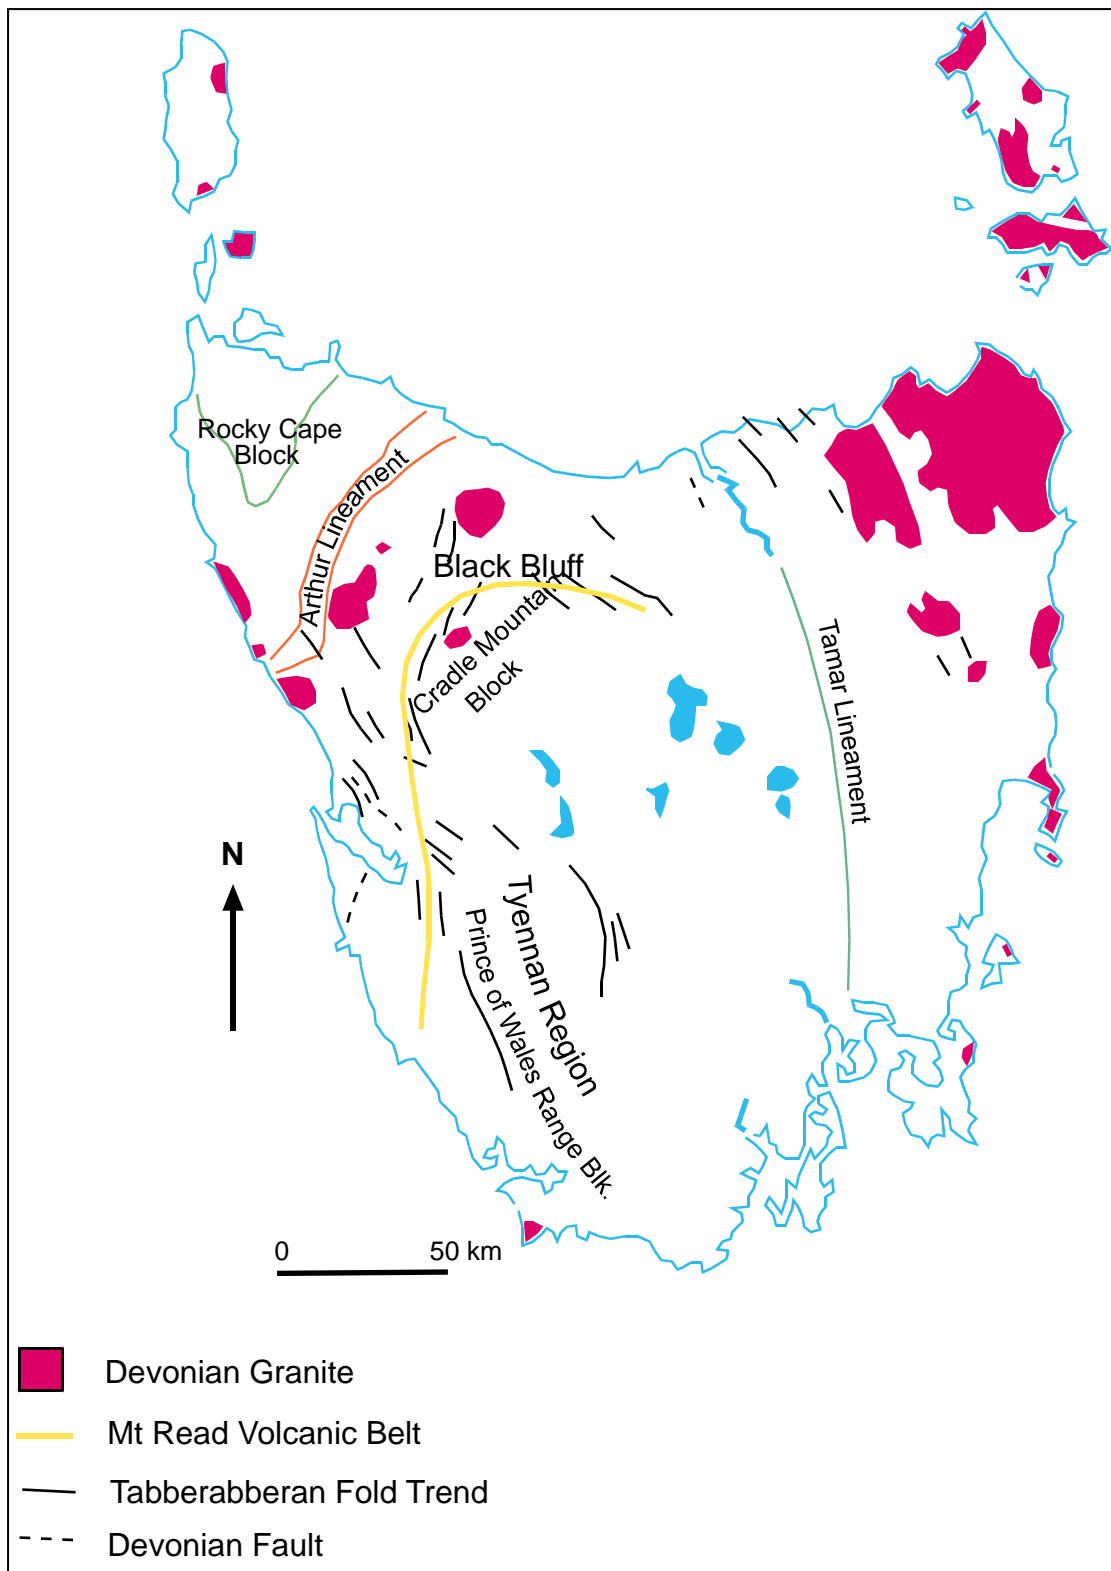 Rocky Cape
Block
Arthur Lineament
Black Bluff
Cradle Mountain
Block
Tamar Lineament
N
Tyennan Region
Prince of Wales Range Blk.
0 50 km
Devonian Granite
Mt Read Volcanic Belt
Tabberabberan Fold Trend
Devonian Fault